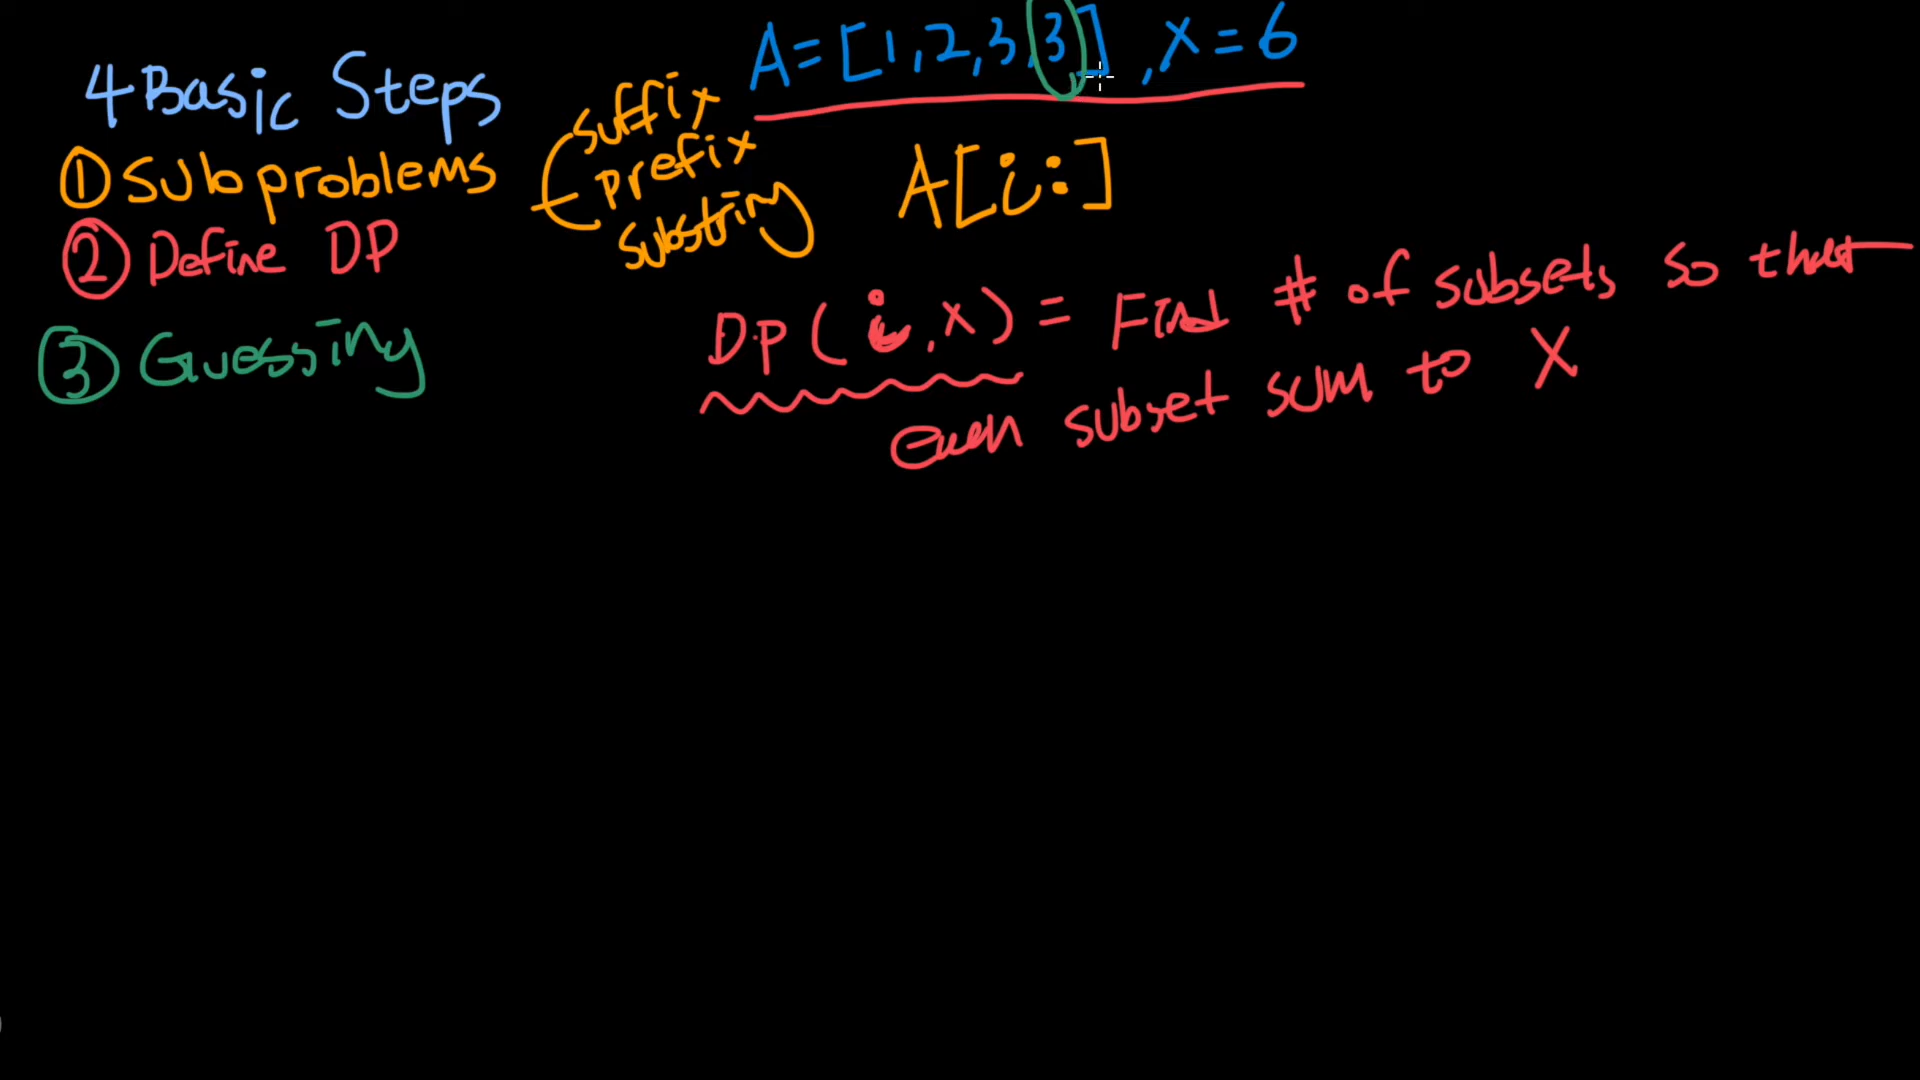 A=[1,2,3,3], x=6
4 Basic Steps
① Subproblems
suffix
prefix
substring
A[i:]
② Define DP
③ Guessing
DP(i,x) = Find # of subsets so that
each subset sum to X